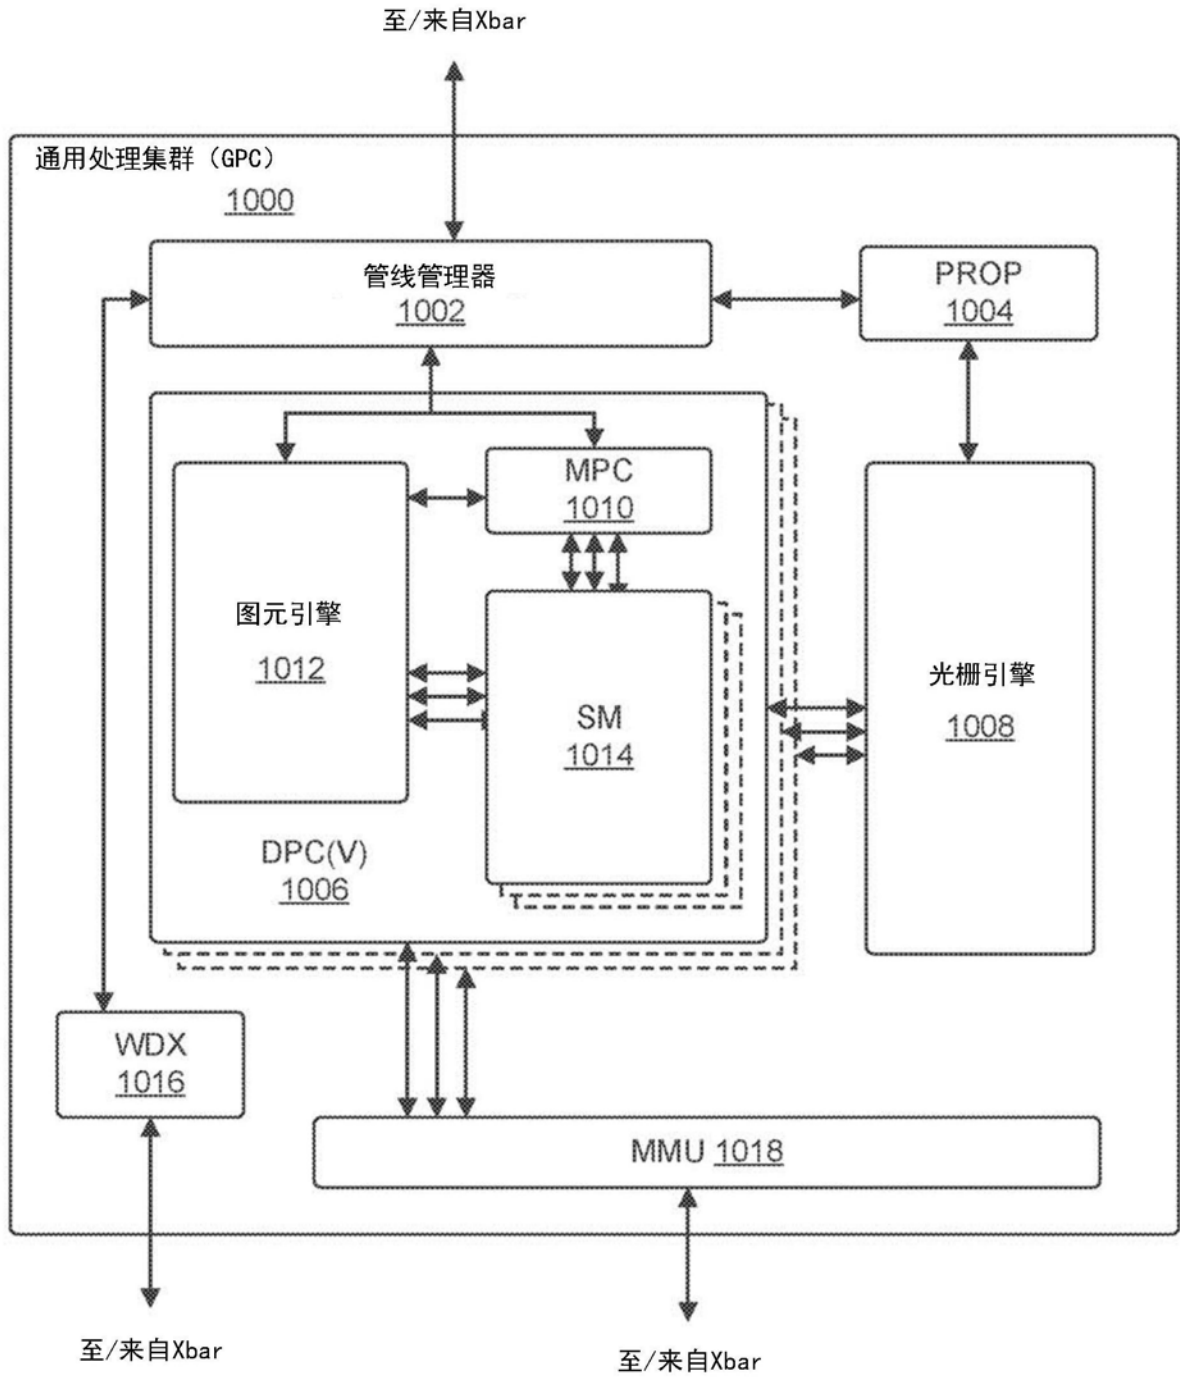 至/来自Xbar
通用处理集群（GPC）
1000
管线管理器
1002
PROP
1004
MPC
1010
图元引擎
1012
SM
1014
光栅引擎
1008
DPC(V)
1006
WDX
1016
MMU 1018
至/来自Xbar
至/来自Xbar